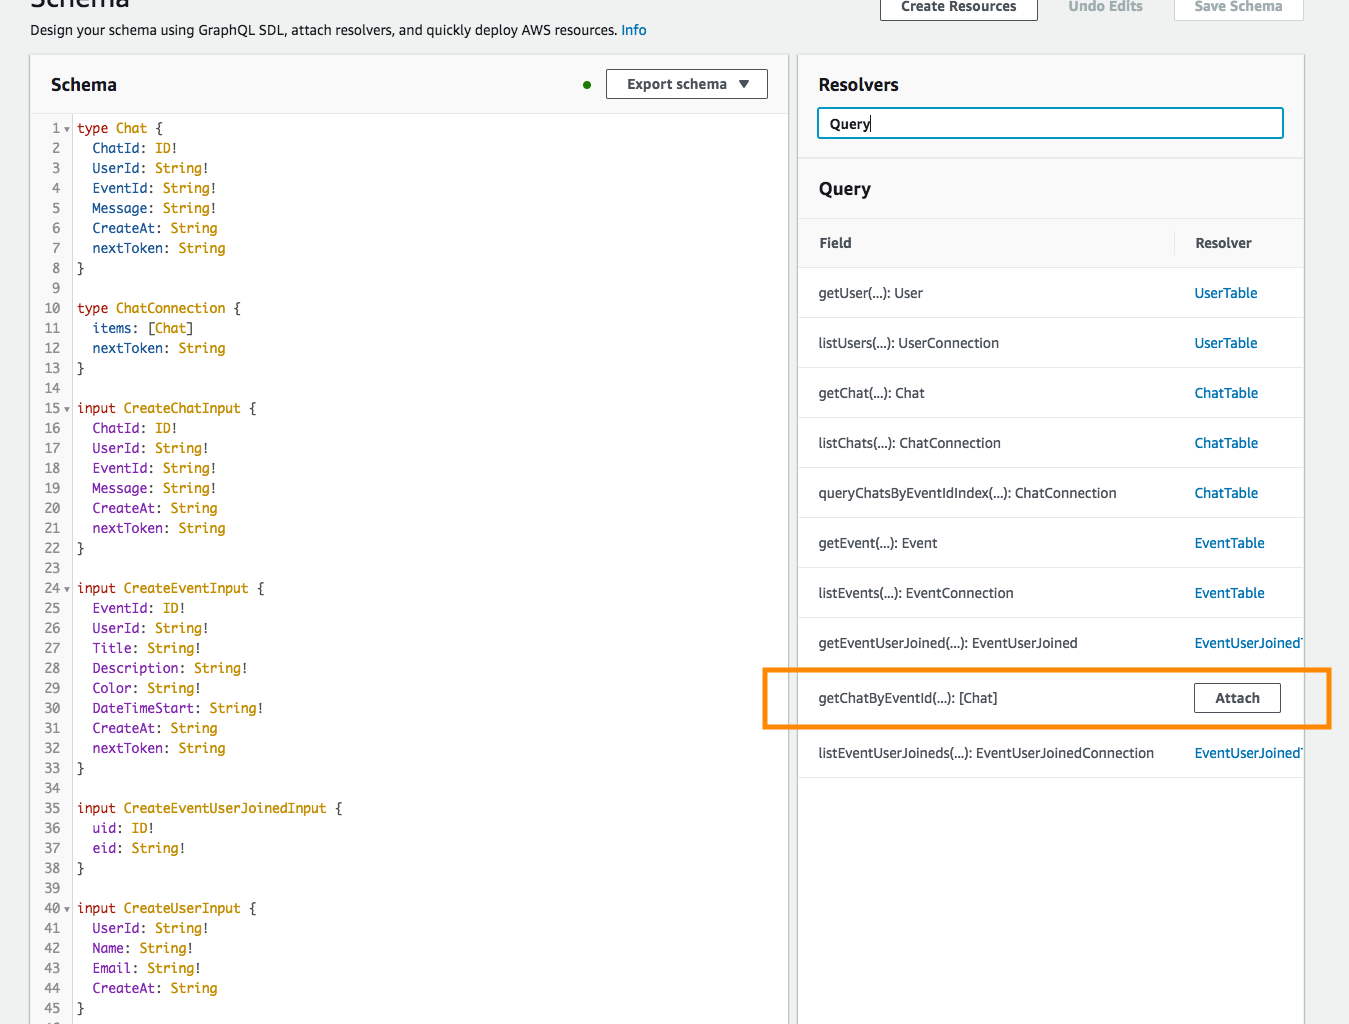 Schema
Create Resources
Undo Edits
Save Schema
Design your schema using GraphQL SDL, attach resolvers, and quickly deploy AWS resources. Info
Schema
Export schema ▼
1 type Chat {
2 ChatId: ID!
3 UserId: String!
4 EventId: String!
5 Message: String!
6 CreateAt: String
7 nextToken: String
8 }
9
10 type ChatConnection {
11 items: [Chat]
12 nextToken: String
13 }
14
15 input CreateChatInput {
16 ChatId: ID!
17 UserId: String!
18 EventId: String!
19 Message: String!
20 CreateAt: String
21 nextToken: String
22 }
23
24 input CreateEventInput {
25 EventId: ID!
26 UserId: String!
27 Title: String!
28 Description: String!
29 Color: String!
30 DateTimeStart: String!
31 CreateAt: String
32 nextToken: String
33 }
34
35 input CreateEventUserJoinedInput {
36 uid: ID!
37 eid: String!
38 }
39
40 input CreateUserInput {
41 UserId: String!
42 Name: String!
43 Email: String!
44 CreateAt: String
45 }
Resolvers
Query
Query
Field Resolver
getUser(...): User UserTable
listUsers(...): UserConnection UserTable
getChat(...): Chat ChatTable
listChats(...): ChatConnection ChatTable
queryChatsByEventIdIndex(...): ChatConnection ChatTable
getEvent(...): Event EventTable
listEvents(...): EventConnection EventTable
getEventUserJoined(...): EventUserJoined EventUserJoined
getChatByEventId(...): [Chat] Attach
listEventUserJoineds(...): EventUserJoinedConnection EventUserJoined